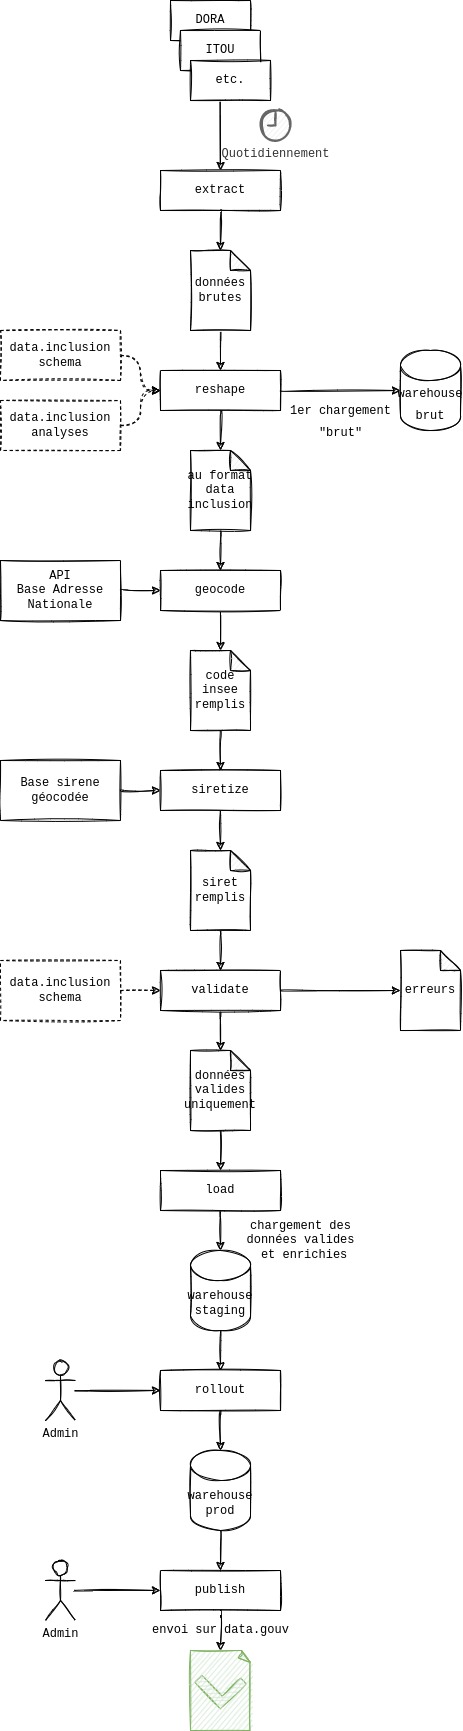 DORA
ITOU
etc.
Quotidiennement
extract
données
brutes
data.inclusion
schema
data.inclusion
analyses
reshape
1er chargement
"brut"
warehouse
brut
au format
data
inclusion
API
Base Adresse
Nationale
geocode
code
insee
remplis
Base sirene
géocodée
siretize
siret
remplis
data.inclusion
schema
validate
erreurs
données
valides
uniquement
load
chargement des
données valides
et enrichies
warehouse
staging
rollout
Admin
warehouse
prod
publish
Admin
envoi sur data.gouv